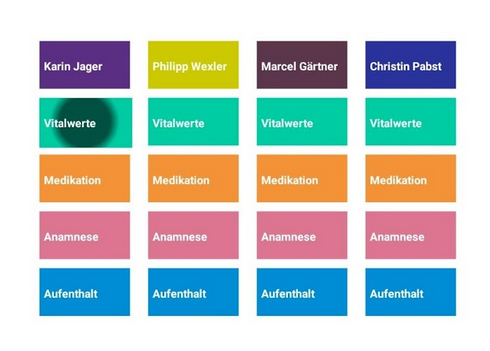 Karin Jager
Philipp Wexler
Marcel Gärtner
Christin Pabst
Vitalwerte
Vitalwerte
Vitalwerte
Vitalwerte
Medikation
Medikation
Medikation
Medikation
Anamnese
Anamnese
Anamnese
Anamnese
Aufenthalt
Aufenthalt
Aufenthalt
Aufenthalt